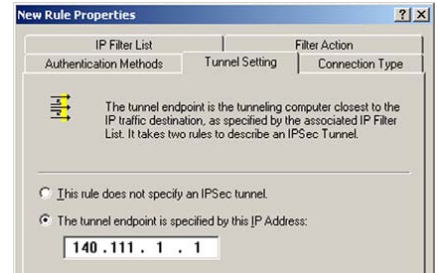 New Rule Properties
IP Filter List Filter Action
Authentication Methods Tunnel Setting Connection Type
The tunnel endpoint is the tunneling computer closest to the
IP traffic destination, as specified by the associated IP Filter
List. It takes two rules to describe an IPSec Tunnel.
This rule does not specify an IPSec tunnel.
The tunnel endpoint is specified by this IP Address:
140 . 111 . 1 . 1